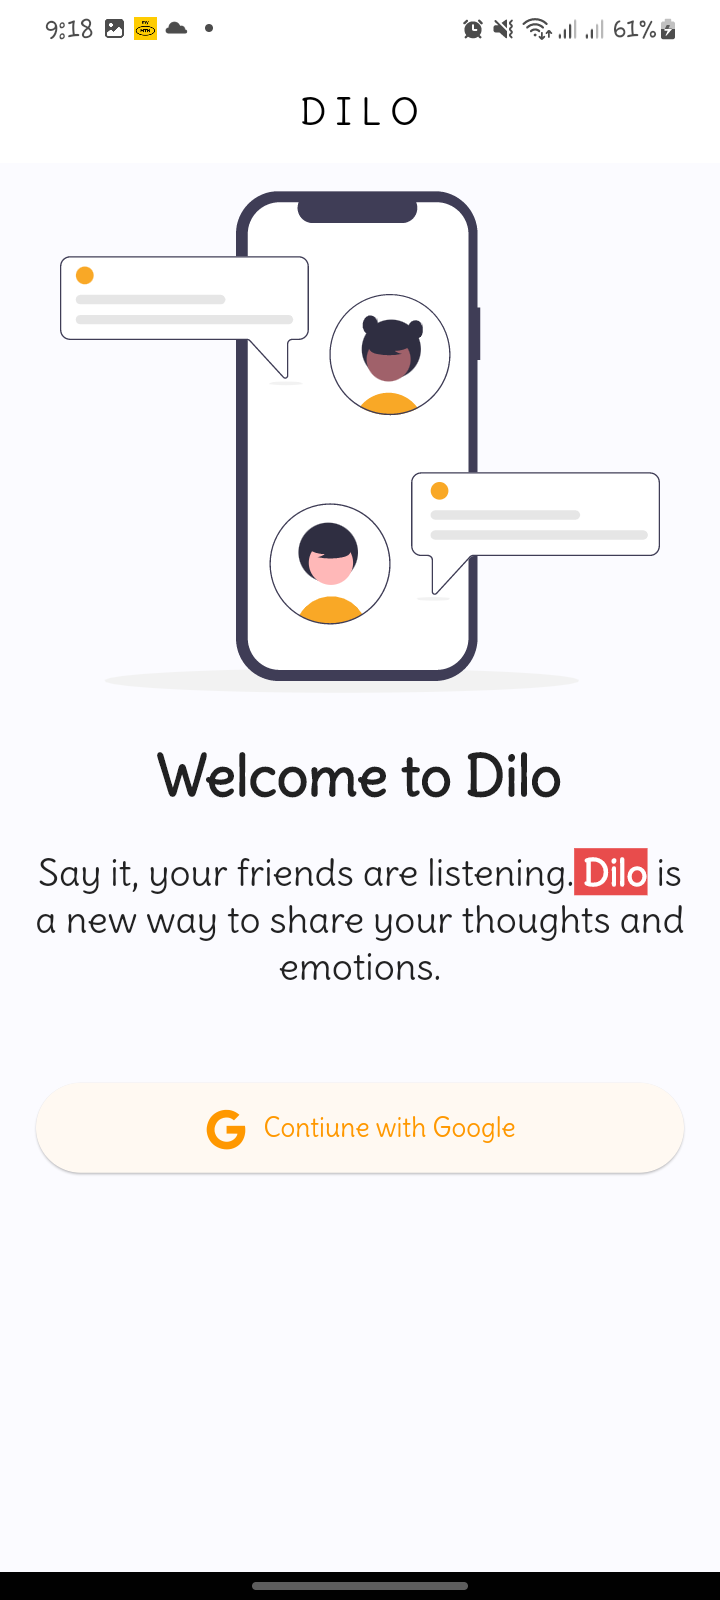 9:18 61%
DILO
Welcome to Dilo
Say it, your friends are listening. Dilo is
a new way to share your thoughts and
emotions.
G Contiune with Google